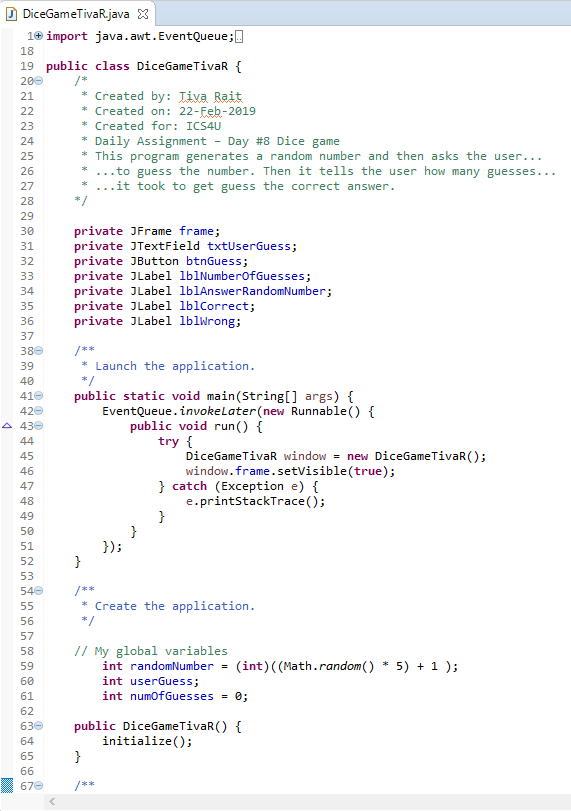 DiceGameTivaR.java
1 import java.awt.EventQueue;
18
19 public class DiceGameTivaR {
20 /*
21 * Created by: Tiva Rait
22 * Created on: 22-Feb-2019
23 * Created for: ICS4U
24 * Daily Assignment – Day #8 Dice game
25 * This program generates a random number and then asks the user...
26 * ...to guess the number. Then it tells the user how many guesses...
27 * ...it took to get guess the correct answer.
28 */
29
30 private JFrame frame;
31 private JTextField txtUserGuess;
32 private JButton btnGuess;
33 private JLabel lblNumberOfGuesses;
34 private JLabel lblAnswerRandomNumber;
35 private JLabel lblCorrect;
36 private JLabel lblWrong;
37
38 /**
39 * Launch the application.
40 */
41 public static void main(String[] args) {
42 EventQueue.invokeLater(new Runnable() {
43 public void run() {
44 try {
45 DiceGameTivaR window = new DiceGameTivaR();
46 window.frame.setVisible(true);
47 } catch (Exception e) {
48 e.printStackTrace();
49 }
50 }
51 });
52 }
53
54 /**
55 * Create the application.
56 */
57
58 // My global variables
59 int randomNumber = (int)((Math.random() * 5) + 1 );
60 int userGuess;
61 int numOfGuesses = 0;
62
63 public DiceGameTivaR() {
64 initialize();
65 }
66
67 /**